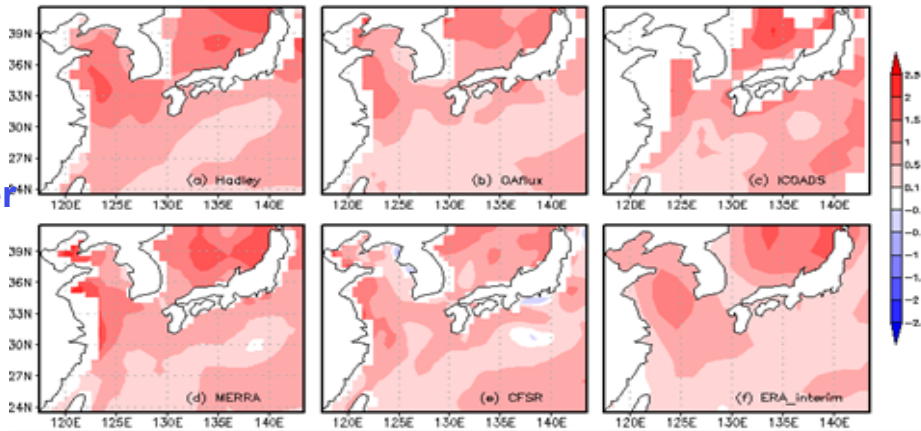 39N
36N
33N
30N
27N
24N
(a) Hadley
(b) OAflux
(c) ICOADS
120E 125E 130E 135E 140E
120E 125E 130E 135E 140E
120E 125E 130E 135E 140E
er
39N
36N
33N
30N
27N
24N
(d) MERRA
(e) CFSR
(f) ERA_interim
120E 125E 130E 135E 140E
120E 125E 130E 135E 140E
120E 125E 130E 135E 140E
2.5
2
1.5
1
0.5
0.1